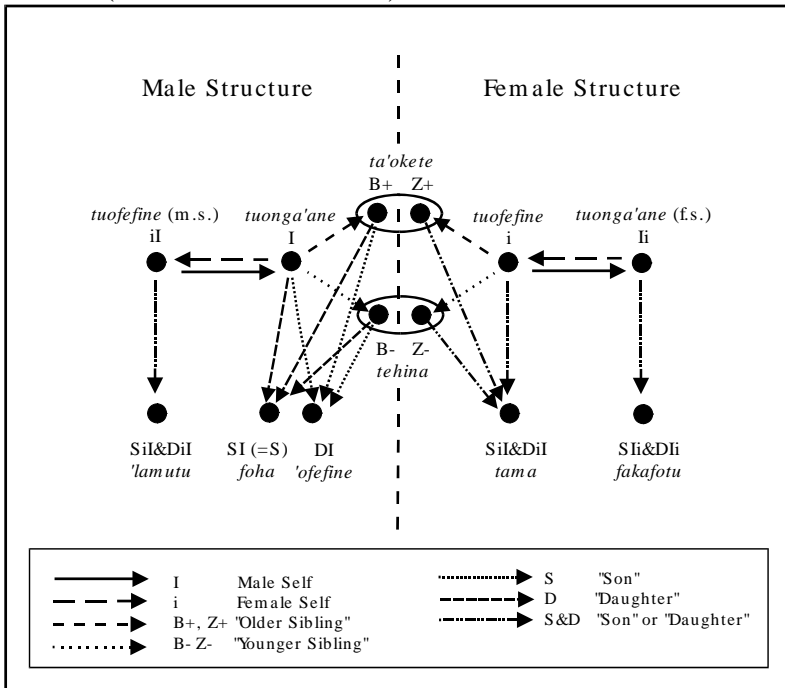 Male Structure Female Structure
ta'okete
B+ Z+
tuofefine (m.s.) tuonga'ane tuofefine tuonga'ane (f.s.)
iI I i Ii
B- Z-
tehina
SiI&DiI SI (=S) DI SiI&DiI SIi&DIi
'lamutu foha 'ofefine tama fakafotu
I Male Self S "Son"
i Female Self D "Daughter"
B+, Z+ "Older Sibling" S&D "Son" or "Daughter"
B- Z- "Younger Sibling"